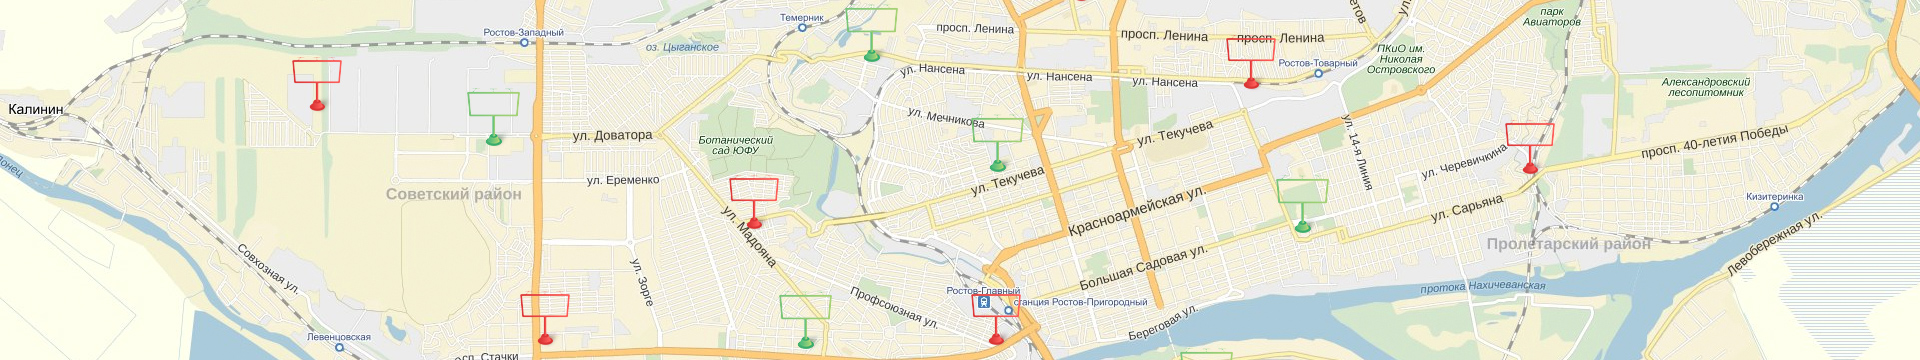 Темерник
Ростов-Западный
оз. Цыганское
просп. Ленина
просп. Ленина
просп. Ленина
парк
Авиаторов
ПКиО им.
Николая
Островского
Ростов-Товарный
ул. Нансена
ул. Нансена
ул. Нансена
Александровский
лесопитомник
Калинин
ул. Мечникова
ул. Доватора
Ботанический
сад ЮФУ
ул. Текучева
ул. 14-я Линия
просп. 40-летия Победы
ул. Черевичкина
ул. Еременко
ул. Текучева
Советский район
Красноармейская ул.
ул. Сарьяна
Кизитеринка
ул. Мадояна
Пролетарский район
Левобережная ул.
Совхозная ул.
ул. Зорге
Большая Садовая ул.
Профсоюзная ул.
Ростов-Главный
станция Ростов-Пригородный
протока Нахичеванская
Береговая ул.
Левенцовская